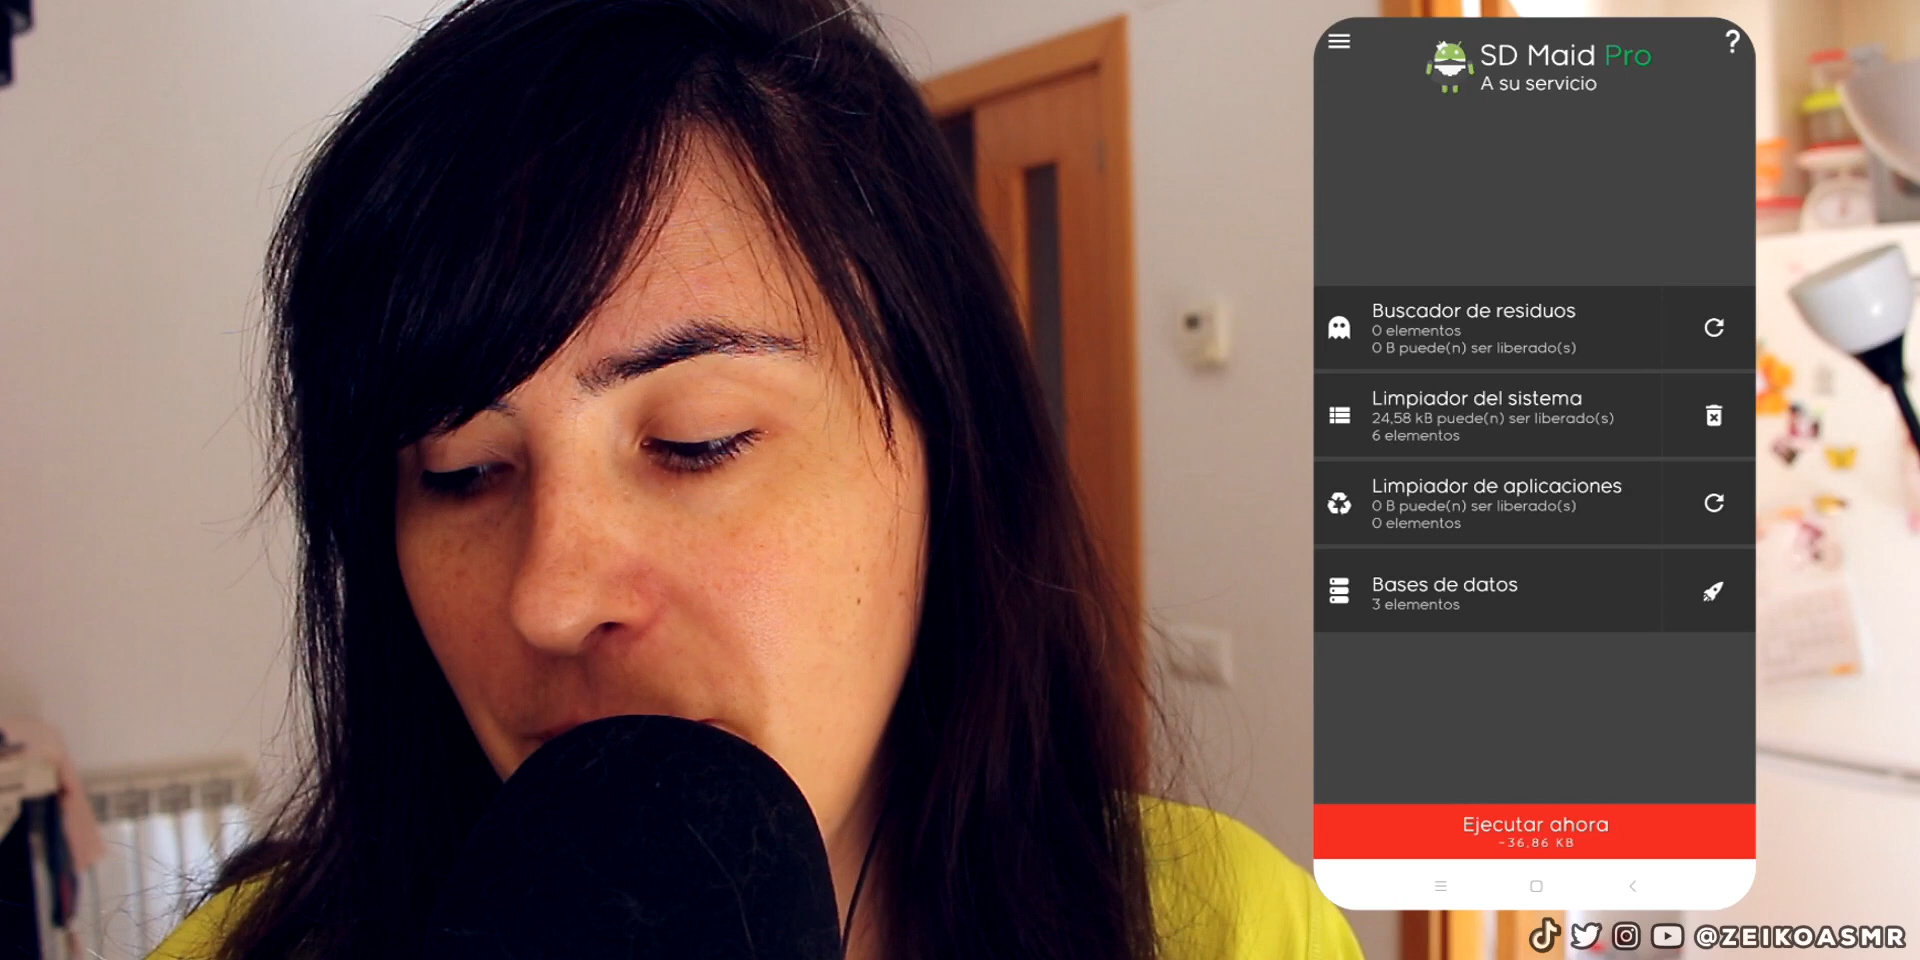 SD Maid Pro
?
A su servicio
Buscador de residuos
0 elementos
0 B puede(n) ser liberado(s)
Limpiador del sistema
24,58 kB puede(n) ser liberado(s)
6 elementos
Limpiador de aplicaciones
0 B puede(n) ser liberado(s)
0 elementos
Bases de datos
3 elementos
Ejecutar ahora
~36,86 KB
@ZEIKOASMR